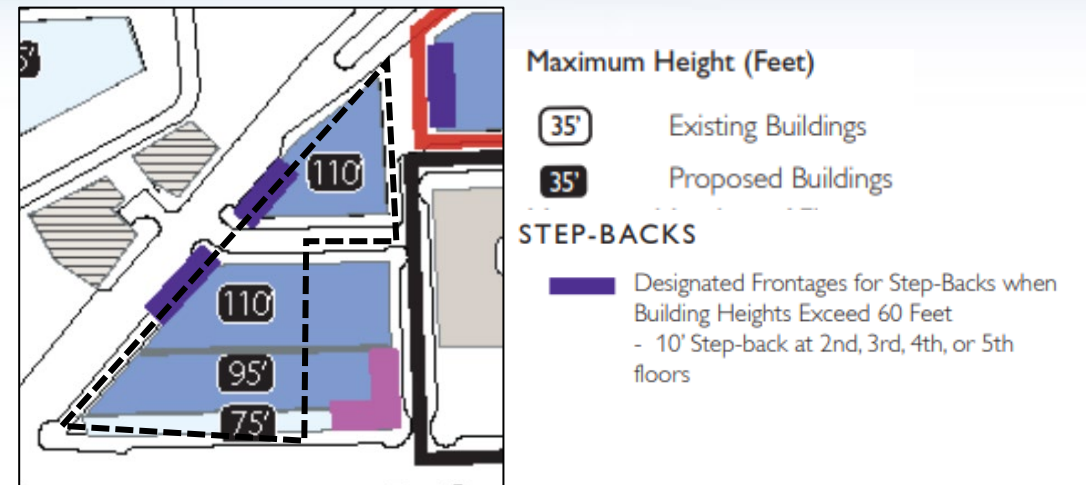 5'
110'
110'
95'
75'
Maximum Height (Feet)
35' Existing Buildings
35' Proposed Buildings
STEP-BACKS
Designated Frontages for Step-Backs when
Building Heights Exceed 60 Feet
- 10' Step-back at 2nd, 3rd, 4th, or 5th
floors